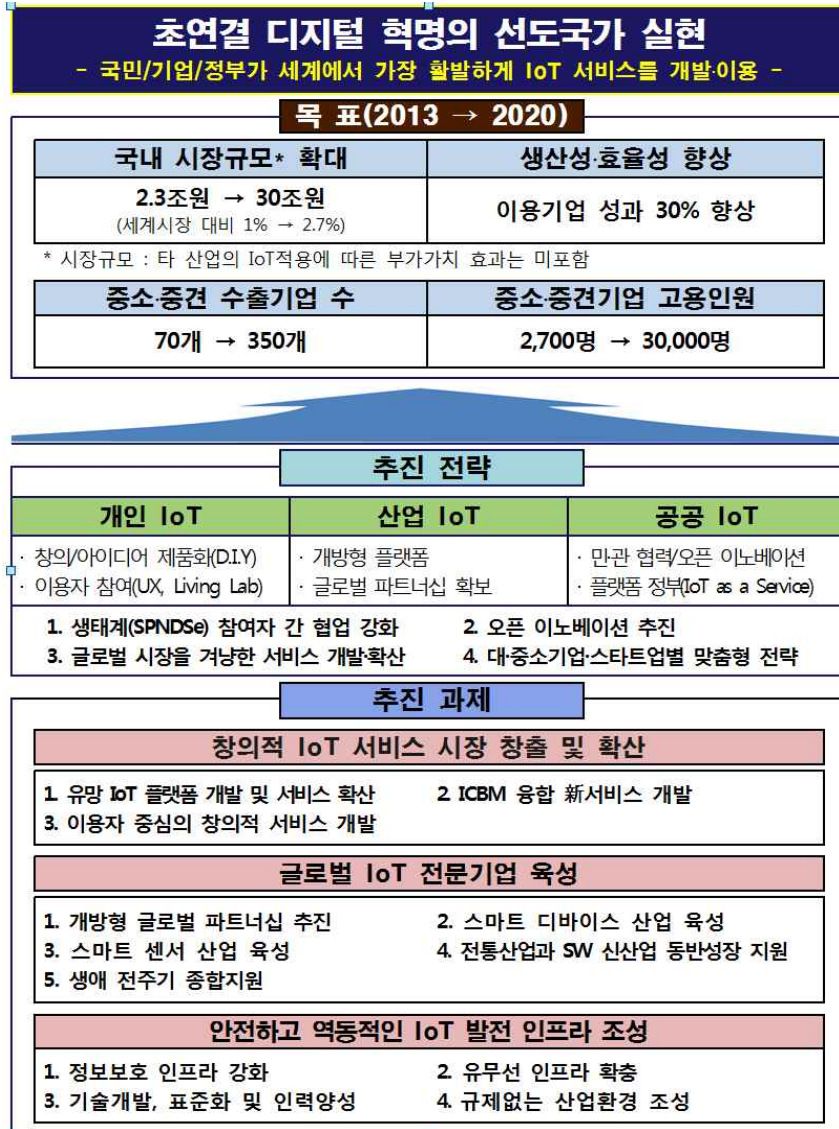 초연결 디지털 혁명의 선도국가 실현
- 국민/기업/정부가 세계에서 가장 활발하게 IoT 서비스를 개발·이용 -
목 표(2013 → 2020)
국내 시장규모* 확대
생산성·효율성 향상
2.3조원 → 30조원
(세계시장 대비 1% → 2.7%)
이용기업 성과 30% 향상
* 시장규모 : 타 산업의 IoT적용에 따른 부가가치 효과는 미포함
중소·중견 수출기업 수
중소·중견기업 고용인원
70개 → 350개
2,700명 → 30,000명
추진 전략
개인 IoT
산업 IoT
공공 IoT
· 창의/아이디어 제품화(D.I.Y)
· 이용자 참여(UX, Living Lab)
· 개방형 플랫폼
· 글로벌 파트너십 확보
· 민·관 협력/오픈 이노베이션
· 플랫폼 정부(IoT as a Service)
1. 생태계(SPNDSe) 참여자 간 협업 강화
2. 오픈 이노베이션 추진
3. 글로벌 시장을 겨냥한 서비스 개발·확산
4. 대·중소기업·스타트업별 맞춤형 전략
추진 과제
창의적 IoT 서비스 시장 창출 및 확산
1. 유망 IoT 플랫폼 개발 및 서비스 확산
2. ICBM 융합 新서비스 개발
3. 이용자 중심의 창의적 서비스 개발
글로벌 IoT 전문기업 육성
1. 개방형 글로벌 파트너십 추진
2. 스마트 디바이스 산업 육성
3. 스마트 센서 산업 육성
4. 전통산업과 SW 신산업 동반성장 지원
5. 생애 전주기 종합지원
안전하고 역동적인 IoT 발전 인프라 조성
1. 정보보호 인프라 강화
2. 유무선 인프라 확충
3. 기술개발, 표준화 및 인력양성
4. 규제없는 산업환경 조성